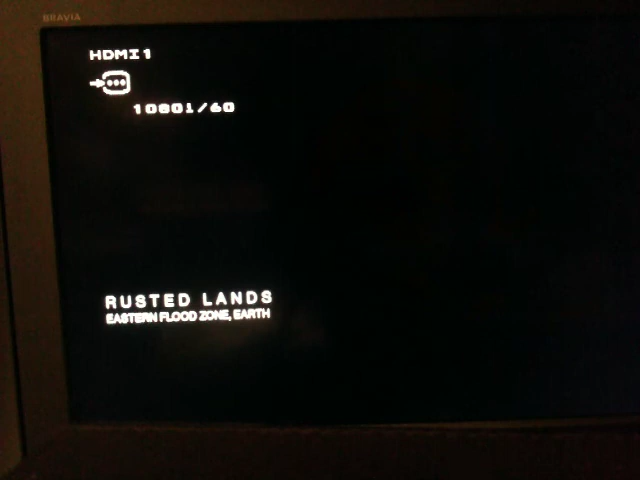 BRAVIA
HDMI1
1080i/60
RUSTED LANDS
EASTERN FLOOD ZONE, EARTH